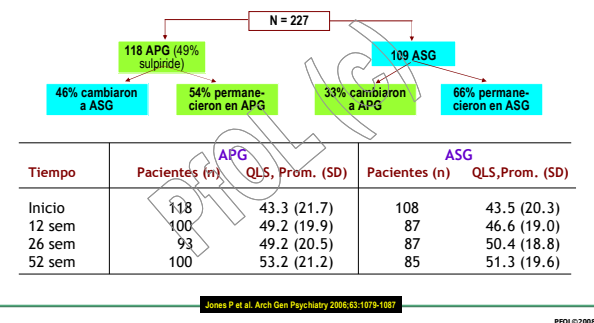 N = 227
118 APG (49%
sulpiride)
109 ASG
46% cambiaron
a ASG
54% permane-
cieron en APG
33% cambiaron
a APG
66% permane-
cieron en ASG
APG ASG
Tiempo Pacientes (n) QLS, Prom. (SD) Pacientes (n) QLS,Prom. (SD)
Inicio 118 43.3 (21.7) 108 43.5 (20.3)
12 sem 100 49.2 (19.9) 87 46.6 (19.0)
26 sem 93 49.2 (20.5) 87 50.4 (18.8)
52 sem 100 53.2 (21.2) 85 51.3 (19.6)
PfOL (c)
Jones P et al. Arch Gen Psychiatry 2006;63:1079-1087
PFOL©2008